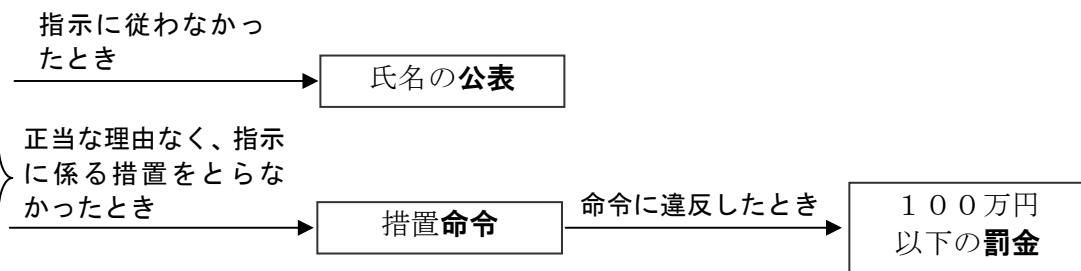 指示に従わなかっ
たとき
氏名の公表
正当な理由なく、指示
に係る措置をとらな
かったとき
措置命令
命令に違反したとき
１００万円
以下の罰金